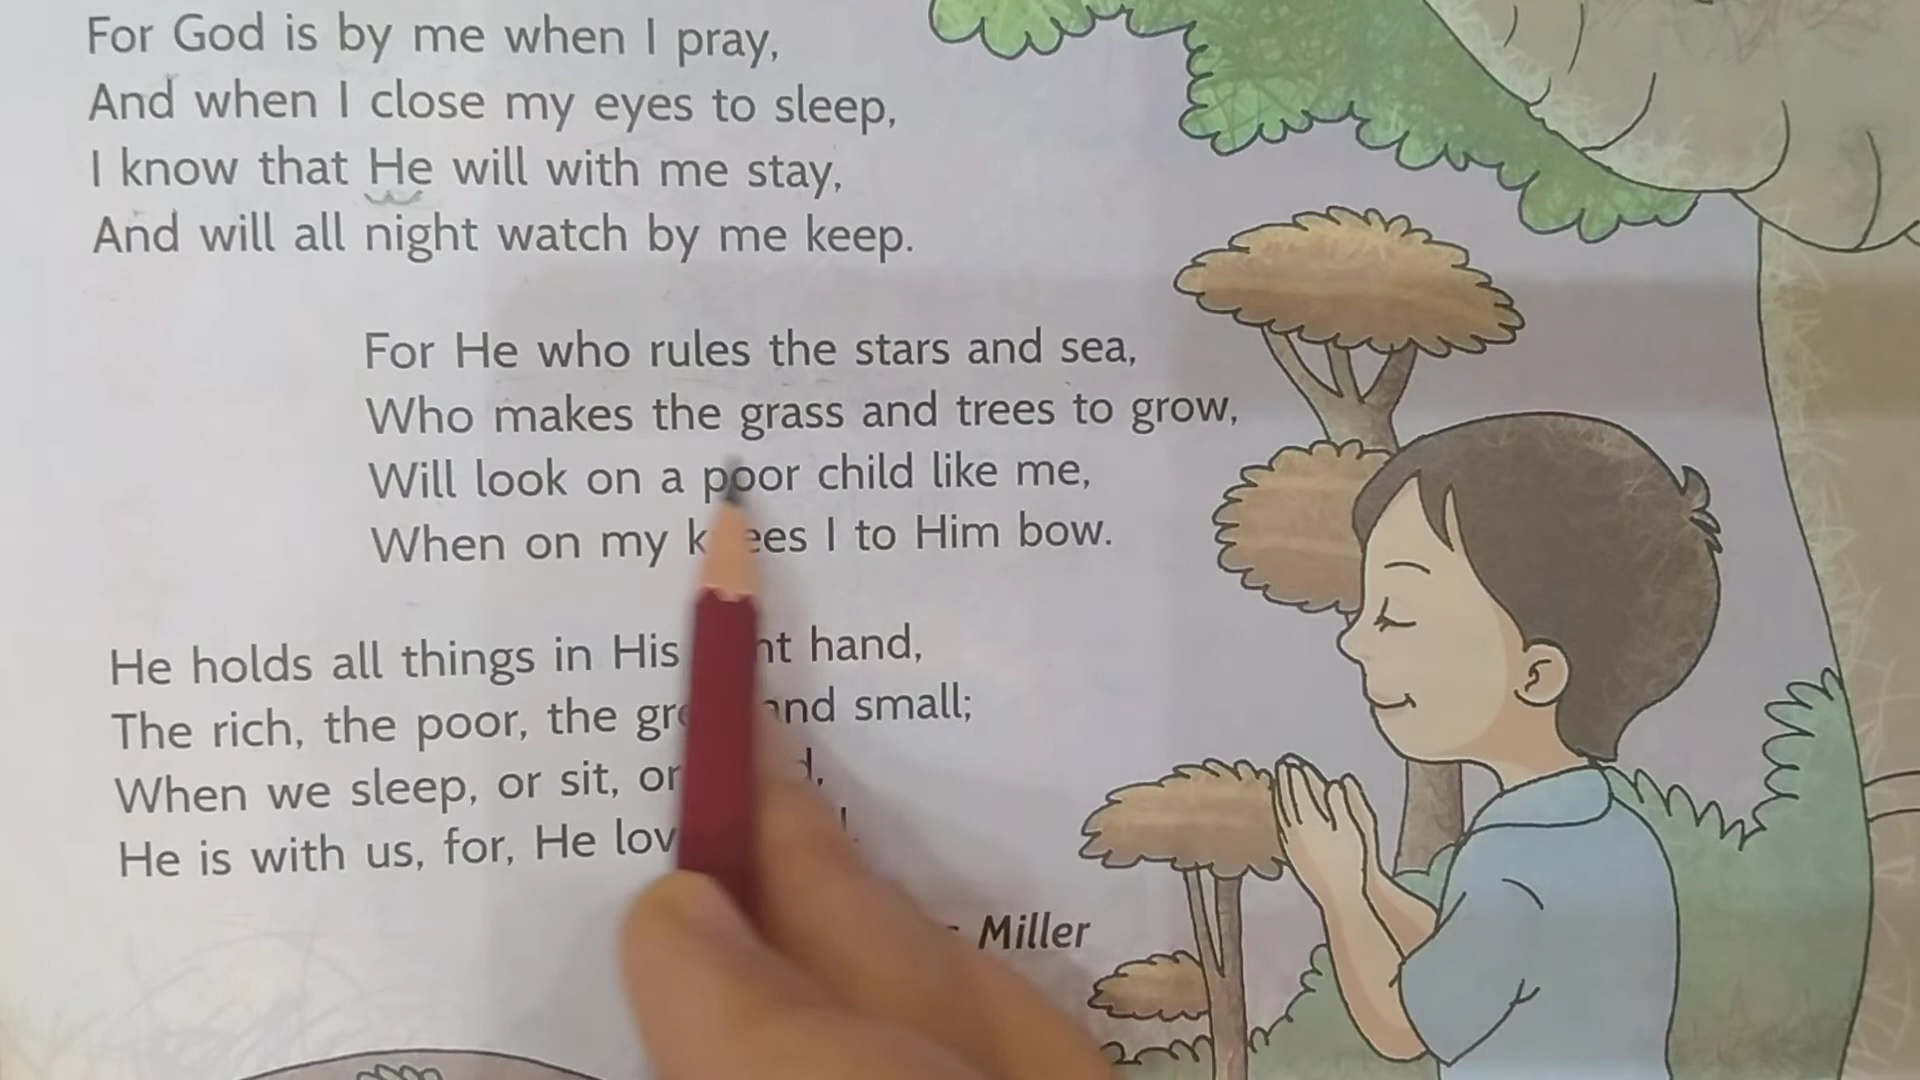 For God is by me when I pray,
And when I close my eyes to sleep,
I know that He will with me stay,
And will all night watch by me keep.
For He who rules the stars and sea,
Who makes the grass and trees to grow,
Will look on a poor child like me,
When on my knees I to Him bow.
He holds all things in His hand,
The rich, the poor, the and small;
When we sleep, or sit, or
He is with us, for, He
Miller